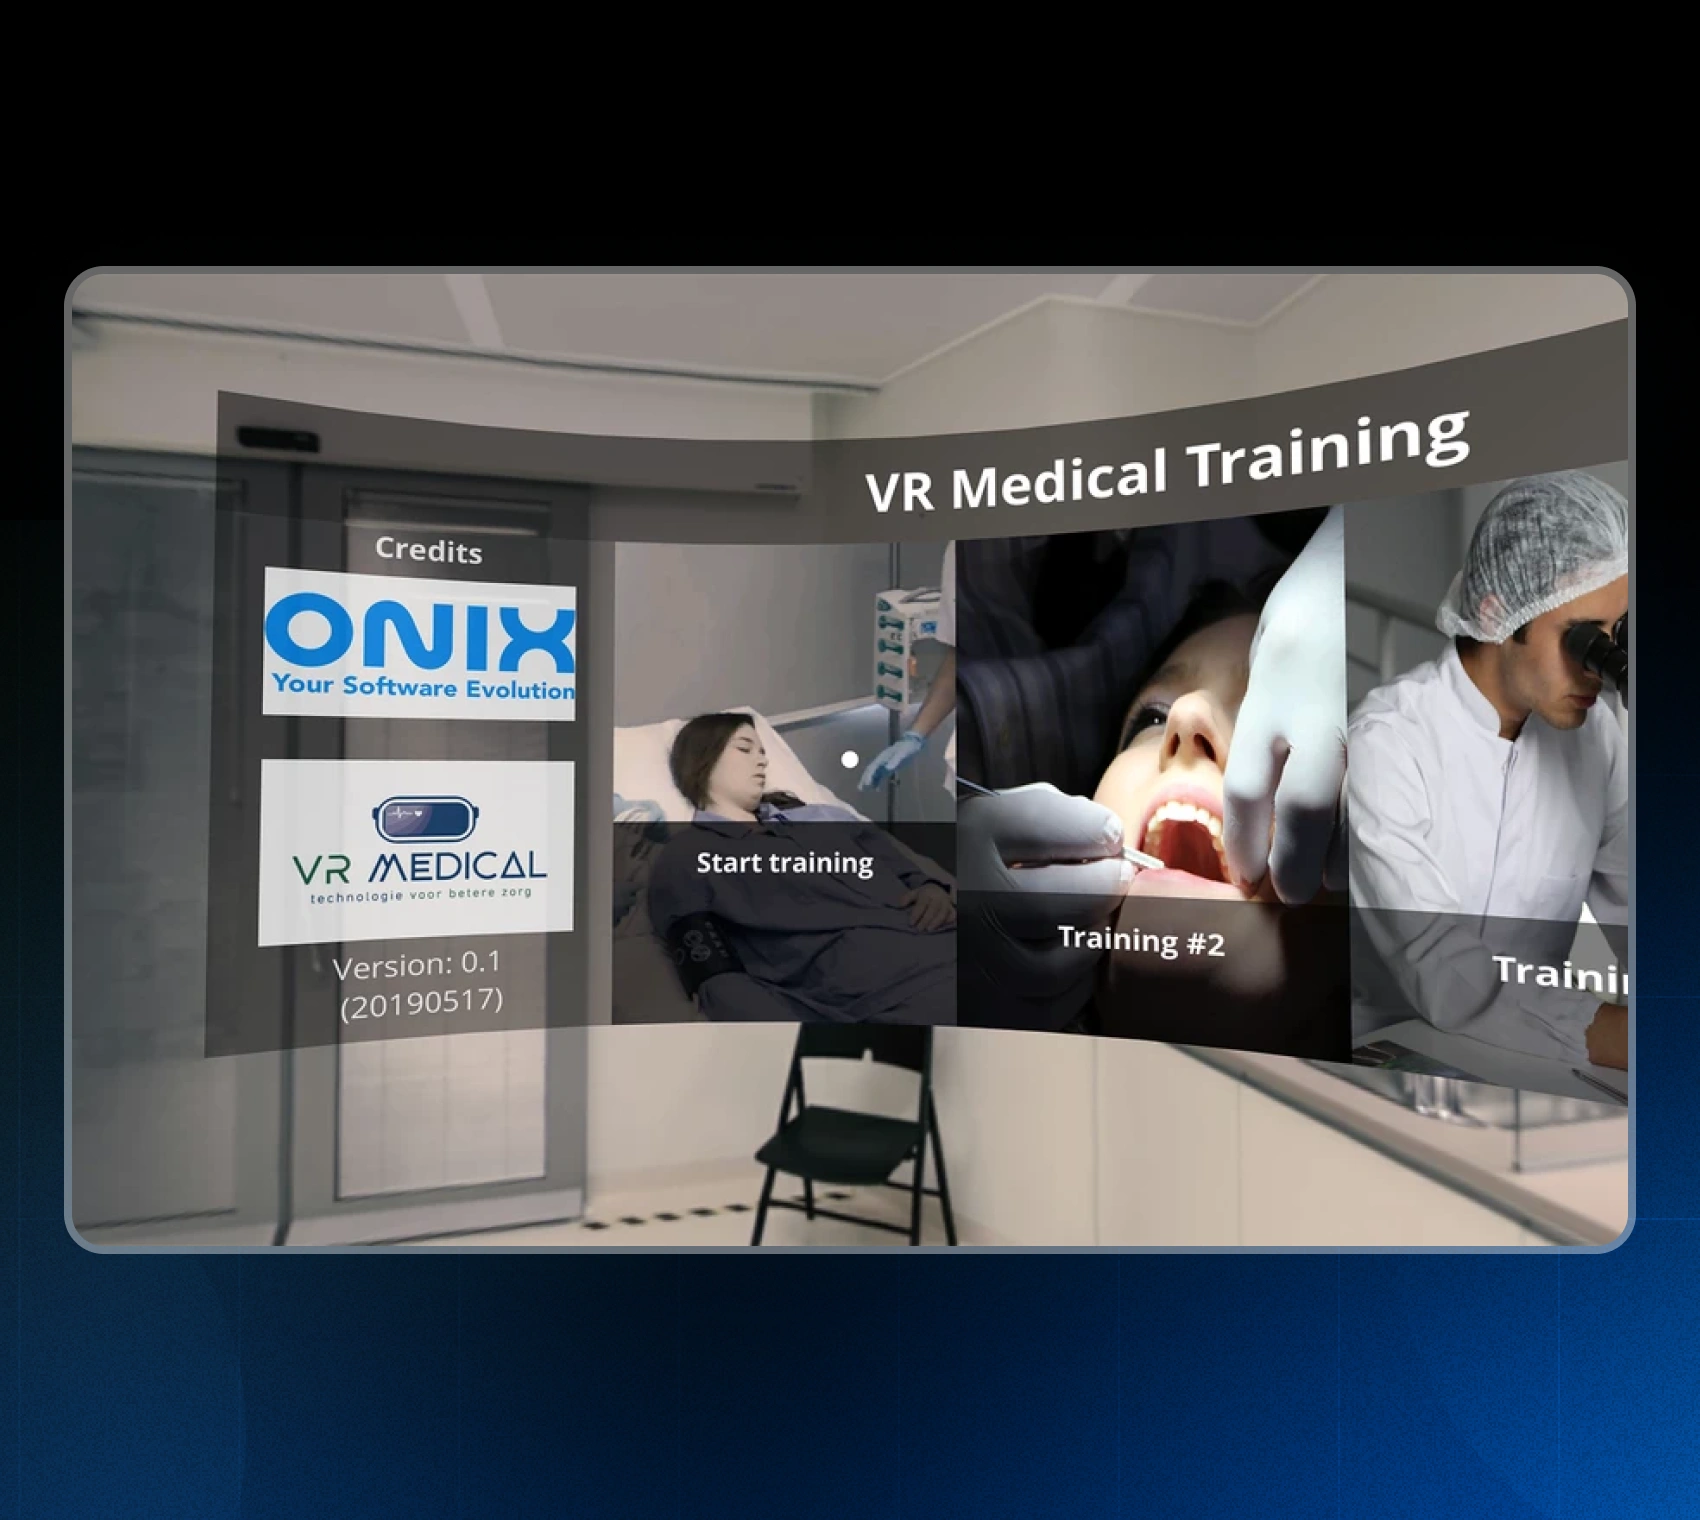 VR Medical Training
Credits
ONIX
Your Software Evolution
VR MEDICAL
technologie voor betere zorg
Version: 0.1
(20190517)
Start training
Training #2